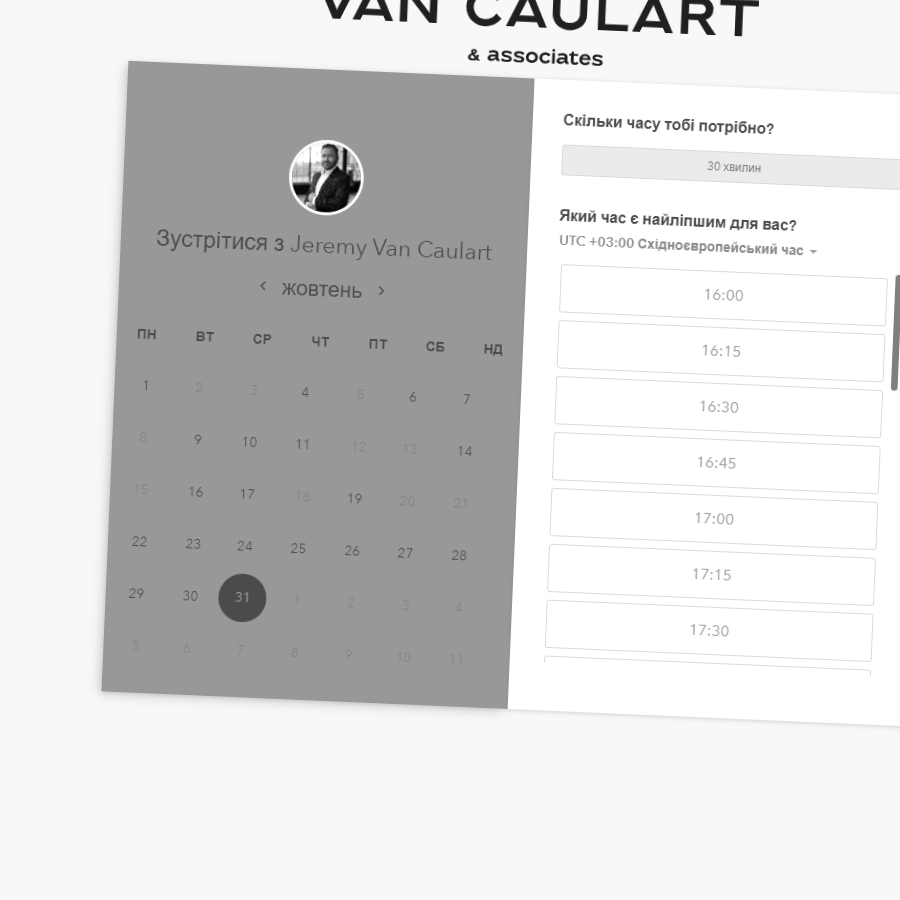 VAN CAULART
& associates
Зустрітися з Jeremy Van Caulart
жовтень
ПН ВТ СР ЧТ ПТ СБ НД
1 2 3 4 5 6 7
8 9 10 11 12 13 14
15 16 17 18 19 20 21
22 23 24 25 26 27 28
29 30 31 1 2 3 4
5 6 7 8 9 10 11
Скільки часу тобі потрібно?
30 хвилин
Який час є найліпшим для вас?
UTC +03:00 Східноєвропейський час
16:00
16:15
16:30
16:45
17:00
17:15
17:30